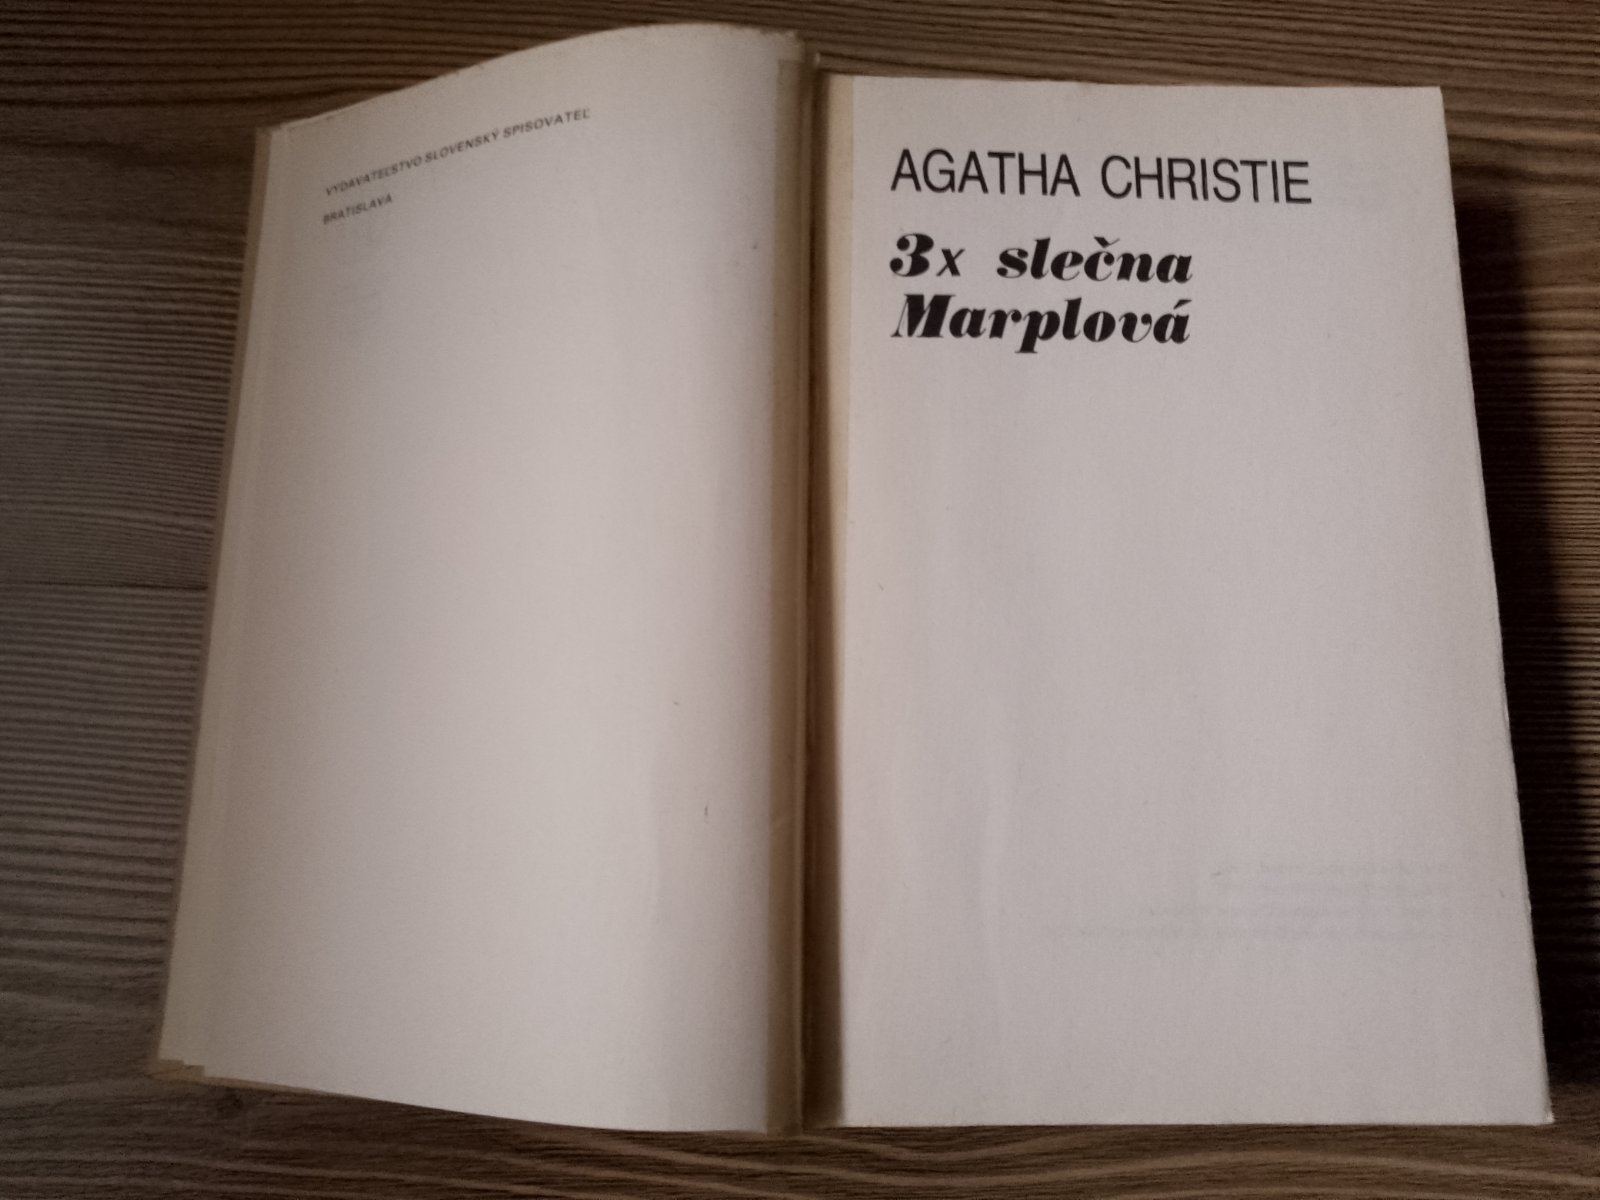 VYDAVATEĽSTVO SLOVENSKÝ SPISOVATEĽ
BRATISLAVA
AGATHA CHRISTIE
3x slečna
Marplová